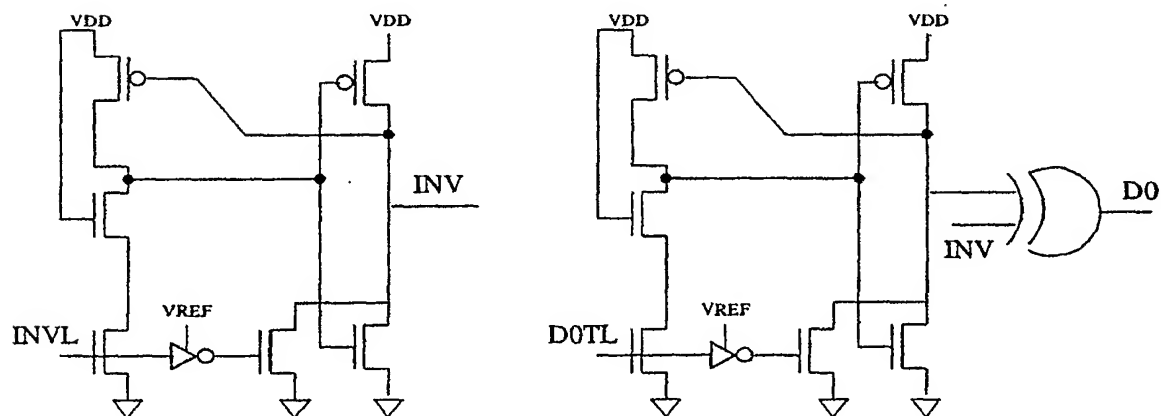 VDD
VDD
VDD
VDD
INV
D0
INV
INVL
VREF
D0TL
VREF